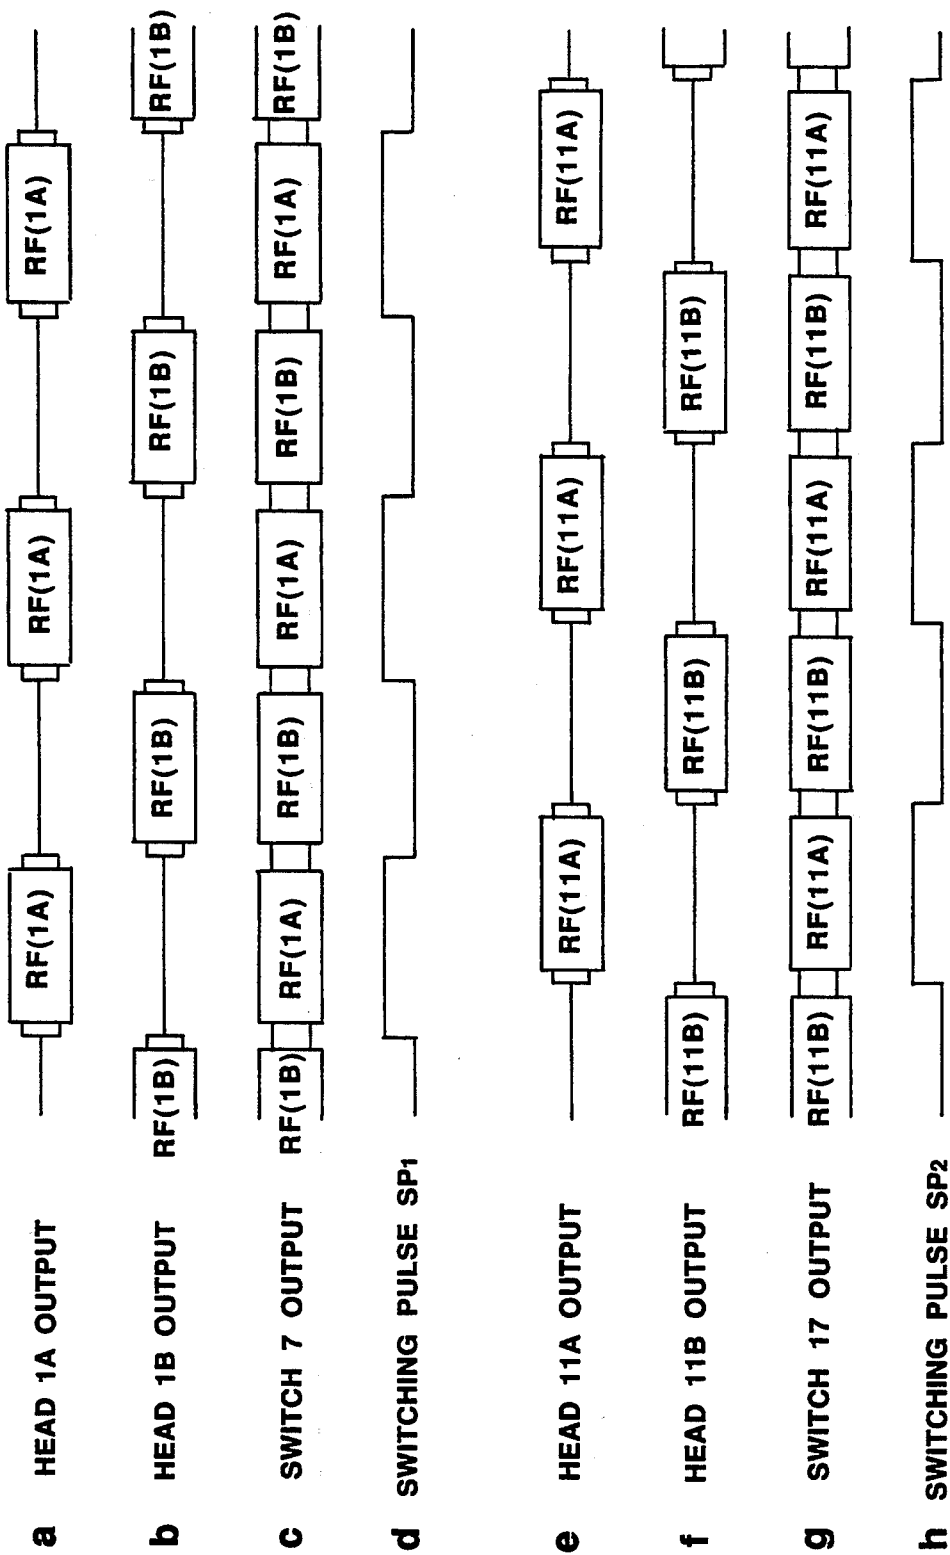 a HEAD 1A OUTPUT RF(1A) RF(1A) RF(1A)
b HEAD 1B OUTPUT RF(1B) RF(1B) RF(1B) RF(1B)
c SWITCH 7 OUTPUT RF(1B) RF(1A) RF(1B) RF(1A) RF(1B) RF(1A) RF(1B)
d SWITCHING PULSE SP1
e HEAD 11A OUTPUT RF(11A) RF(11A) RF(11A)
f HEAD 11B OUTPUT RF(11B) RF(11B) RF(11B)
g SWITCH 17 OUTPUT RF(11B) RF(11A) RF(11B) RF(11A) RF(11B) RF(11A)
h SWITCHING PULSE SP2